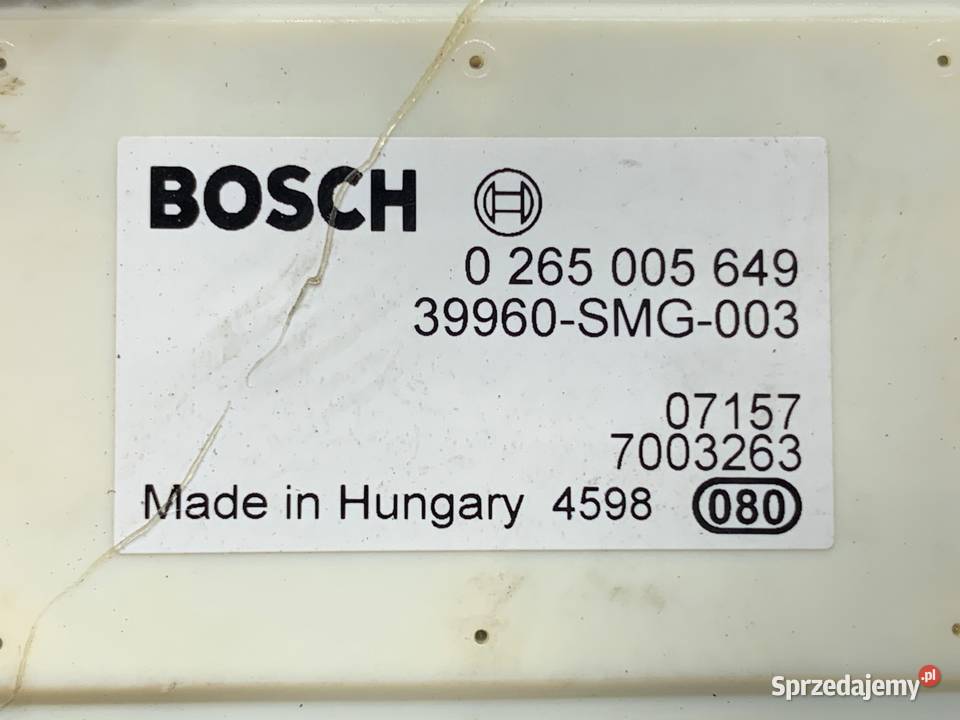 BOSCH
0 265 005 649
39960-SMG-003
07157
7003263
Made in Hungary 4598 080
Sprzedajemy.pl